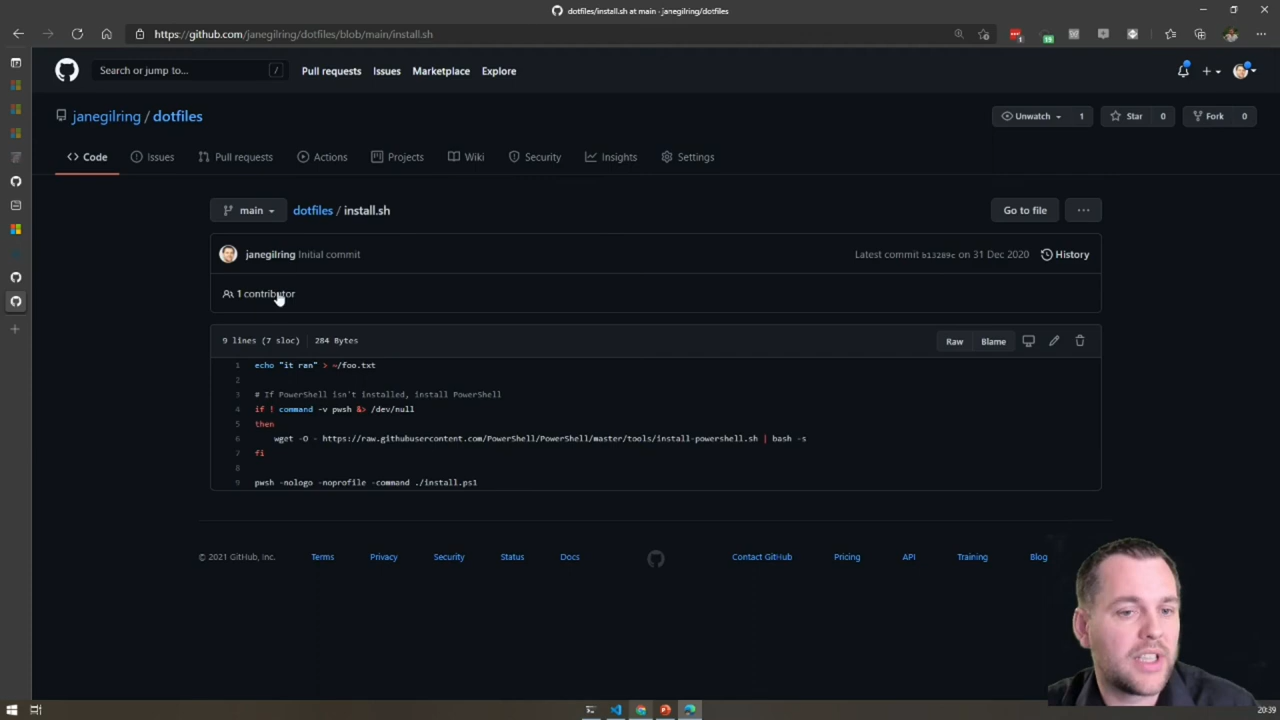 dotfiles/install.sh at main · janegilring/dotfiles
https://github.com/janegilring/dotfiles/blob/main/install.sh
Search or jump to... /
Pull requests Issues Marketplace Explore
janegilring / dotfiles
Unwatch 1 Star 0 Fork 0
Code Issues Pull requests Actions Projects Wiki Security Insights Settings
main dotfiles / install.sh Go to file ...
janegilring Initial commit Latest commit b13289c on 31 Dec 2020 History
1 contributor
9 lines (7 sloc) 284 Bytes Raw Blame
1 echo "it ran" > ~/foo.txt
2
3 # If PowerShell isn't installed, install PowerShell
4 if ! command -v pwsh &> /dev/null
5 then
6 wget -O - https://raw.githubusercontent.com/PowerShell/PowerShell/master/tools/install-powershell.sh | bash -s
7 fi
8
9 pwsh -nologo -noprofile -command ./install.ps1
© 2021 GitHub, Inc. Terms Privacy Security Status Docs Contact GitHub Pricing API Training Blog
20:39